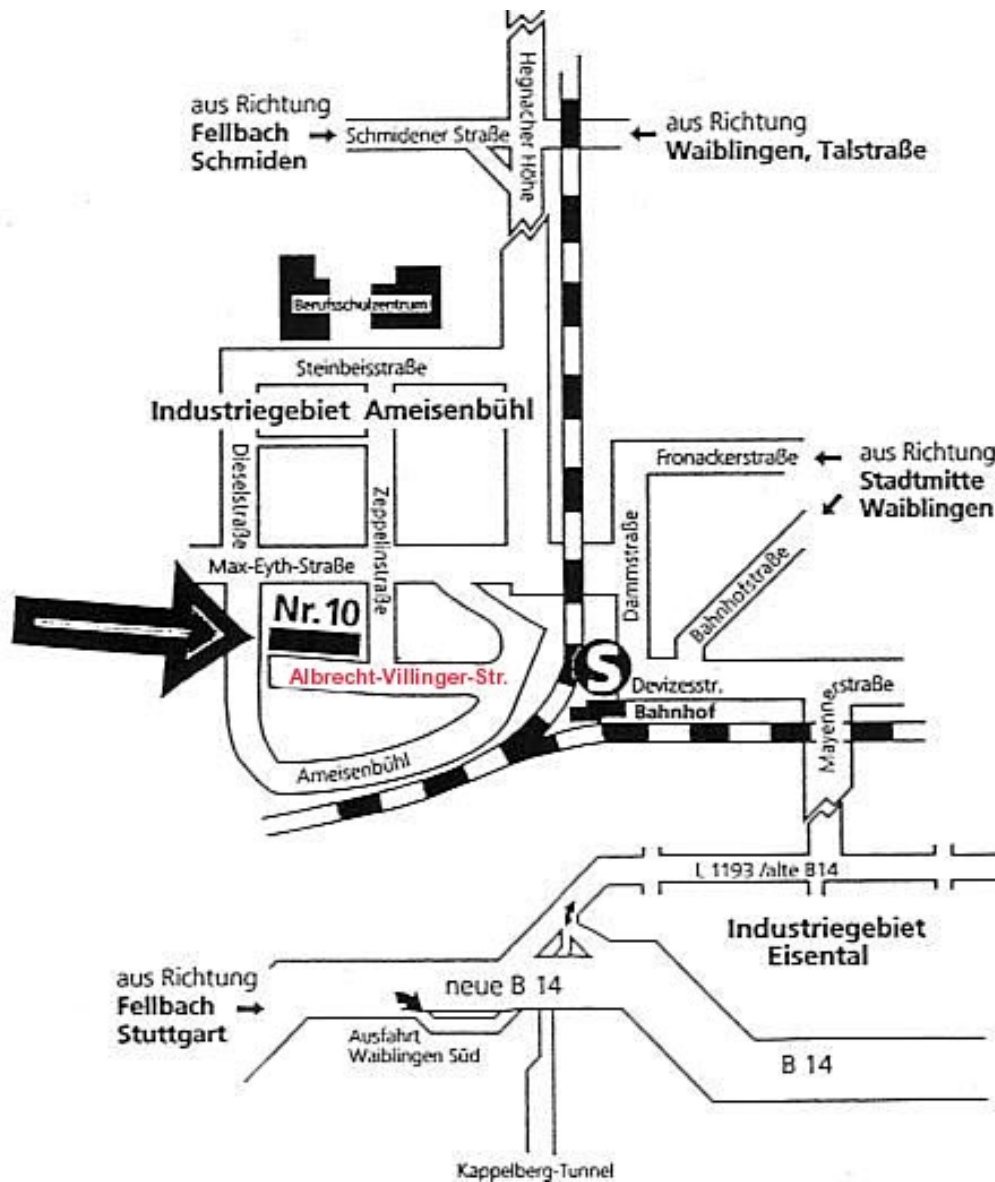 Hegnacher Höhe
aus Richtung
Fellbach
Schmiden
Schmidener Straße
aus Richtung
Waiblingen, Talstraße
Berufsschulzentrum
Steinbeisstraße
Industriegebiet Ameisenbühl
Dieselstraße
Zeppelinstraße
Fronackerstraße
aus Richtung
Stadtmitte
Waiblingen
Max-Eyth-Straße
Dammstraße
Bahnhofstraße
Nr. 10
Albrecht-Villinger-Str.
S
Devizesstr.
Bahnhof
Mayennerstraße
Ameisenbühl
L 1193 /alte B14
Industriegebiet
Eisental
aus Richtung
Fellbach
Stuttgart
neue B 14
Ausfahrt
Waiblingen Süd
B 14
Kappelberg-Tunnel